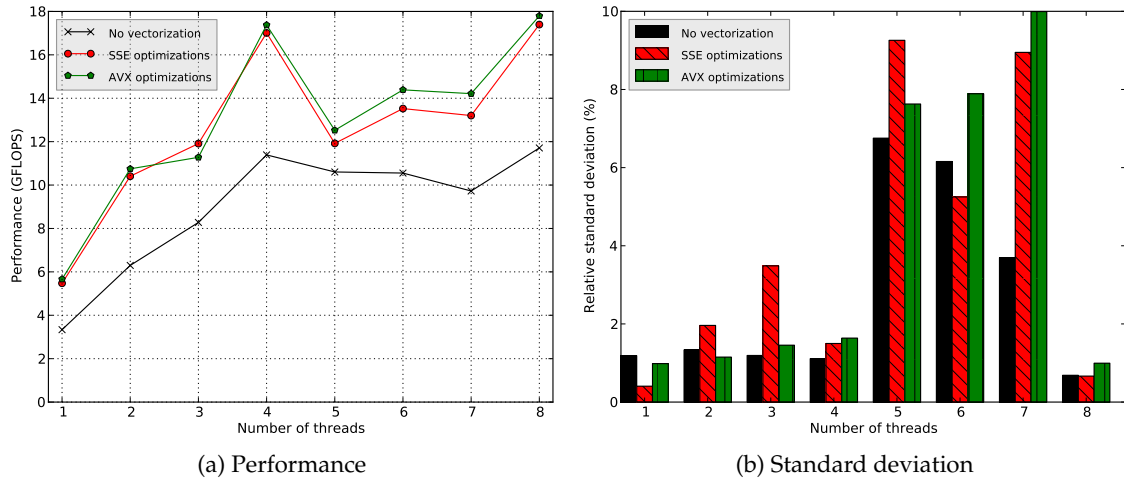 No vectorization
SSE optimizations
AVX optimizations
Performance (GFLOPS)
18
16
14
12
10
8
6
4
2
0
1 2 3 4 5 6 7 8
Number of threads
(a) Performance
No vectorization
SSE optimizations
AVX optimizations
Relative standard deviation (%)
10
8
6
4
2
0
1 2 3 4 5 6 7 8
Number of threads
(b) Standard deviation